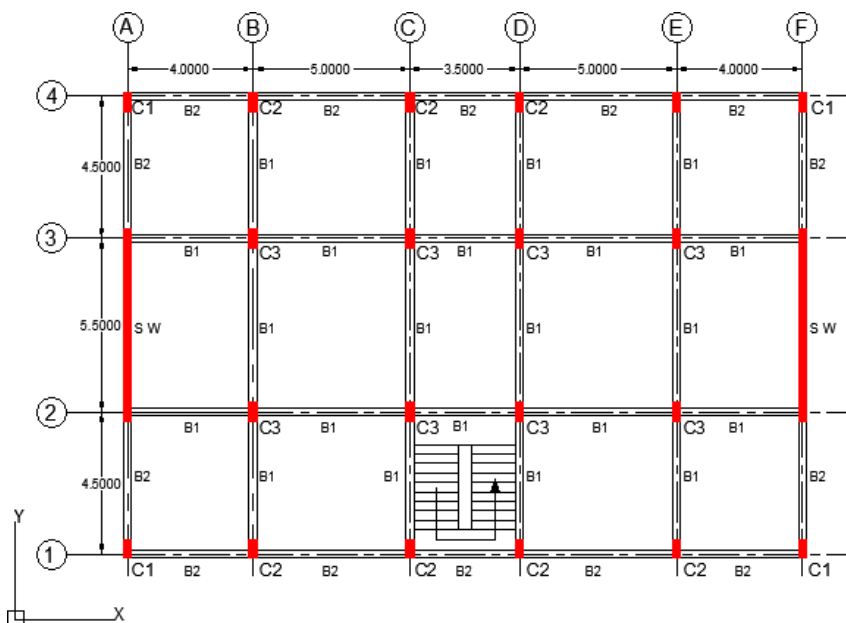 A B C D E F
4.0000 5.0000 3.5000 5.0000 4.0000
4
C1 B2 C2 B2 C2 B2 C2 B2 B2 C1
4.5000 B2 B1 B1 B1 B1 B2
3
B1 C3 B1 C3 B1 C3 B1 C3 B1
5.5000 S W B1 B1 B1 B1 S W
2
B1 C3 B1 C3 B1 C3 B1 C3 B1
4.5000 B2 B1 B1 B1 B1 B2
Y
1
C1 B2 C2 B2 C2 B2 C2 B2 C2 B2 C1
X